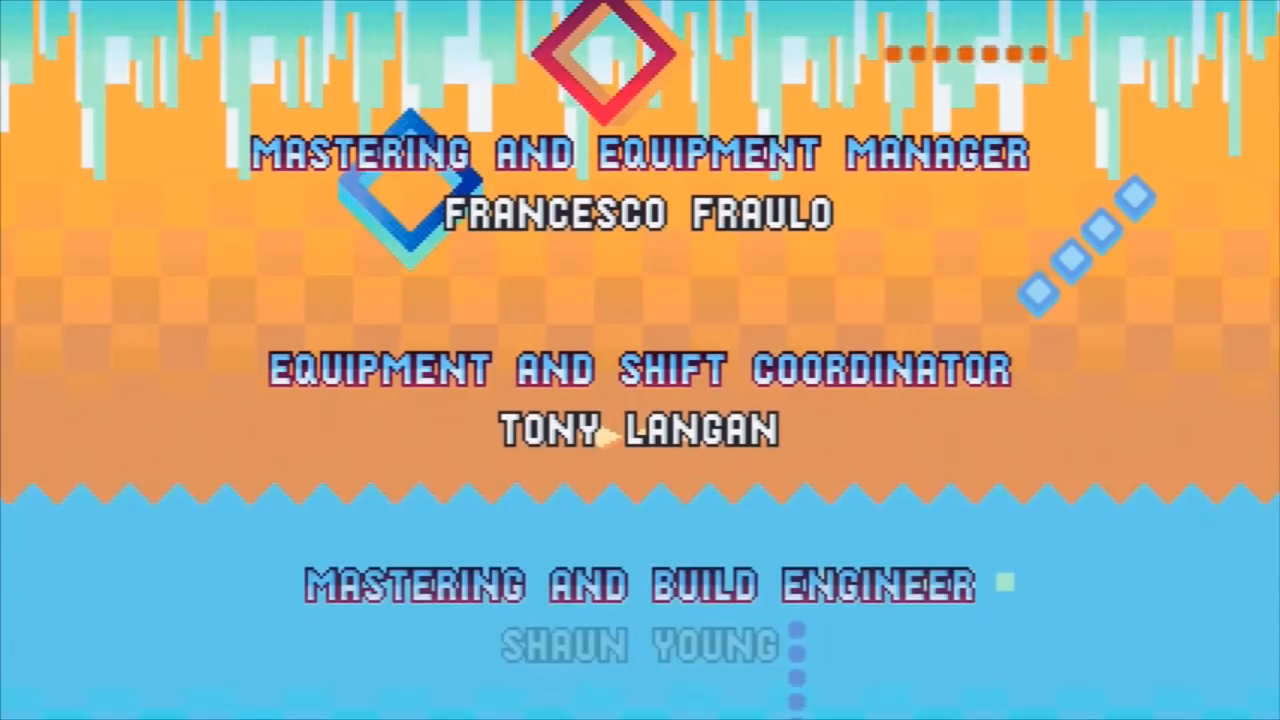 MASTERING AND EQUIPMENT MANAGER
FRANCESCO FRAULO
EQUIPMENT AND SHIFT COORDINATOR
TONY LANGAN
MASTERING AND BUILD ENGINEER
SHAUN YOUNG